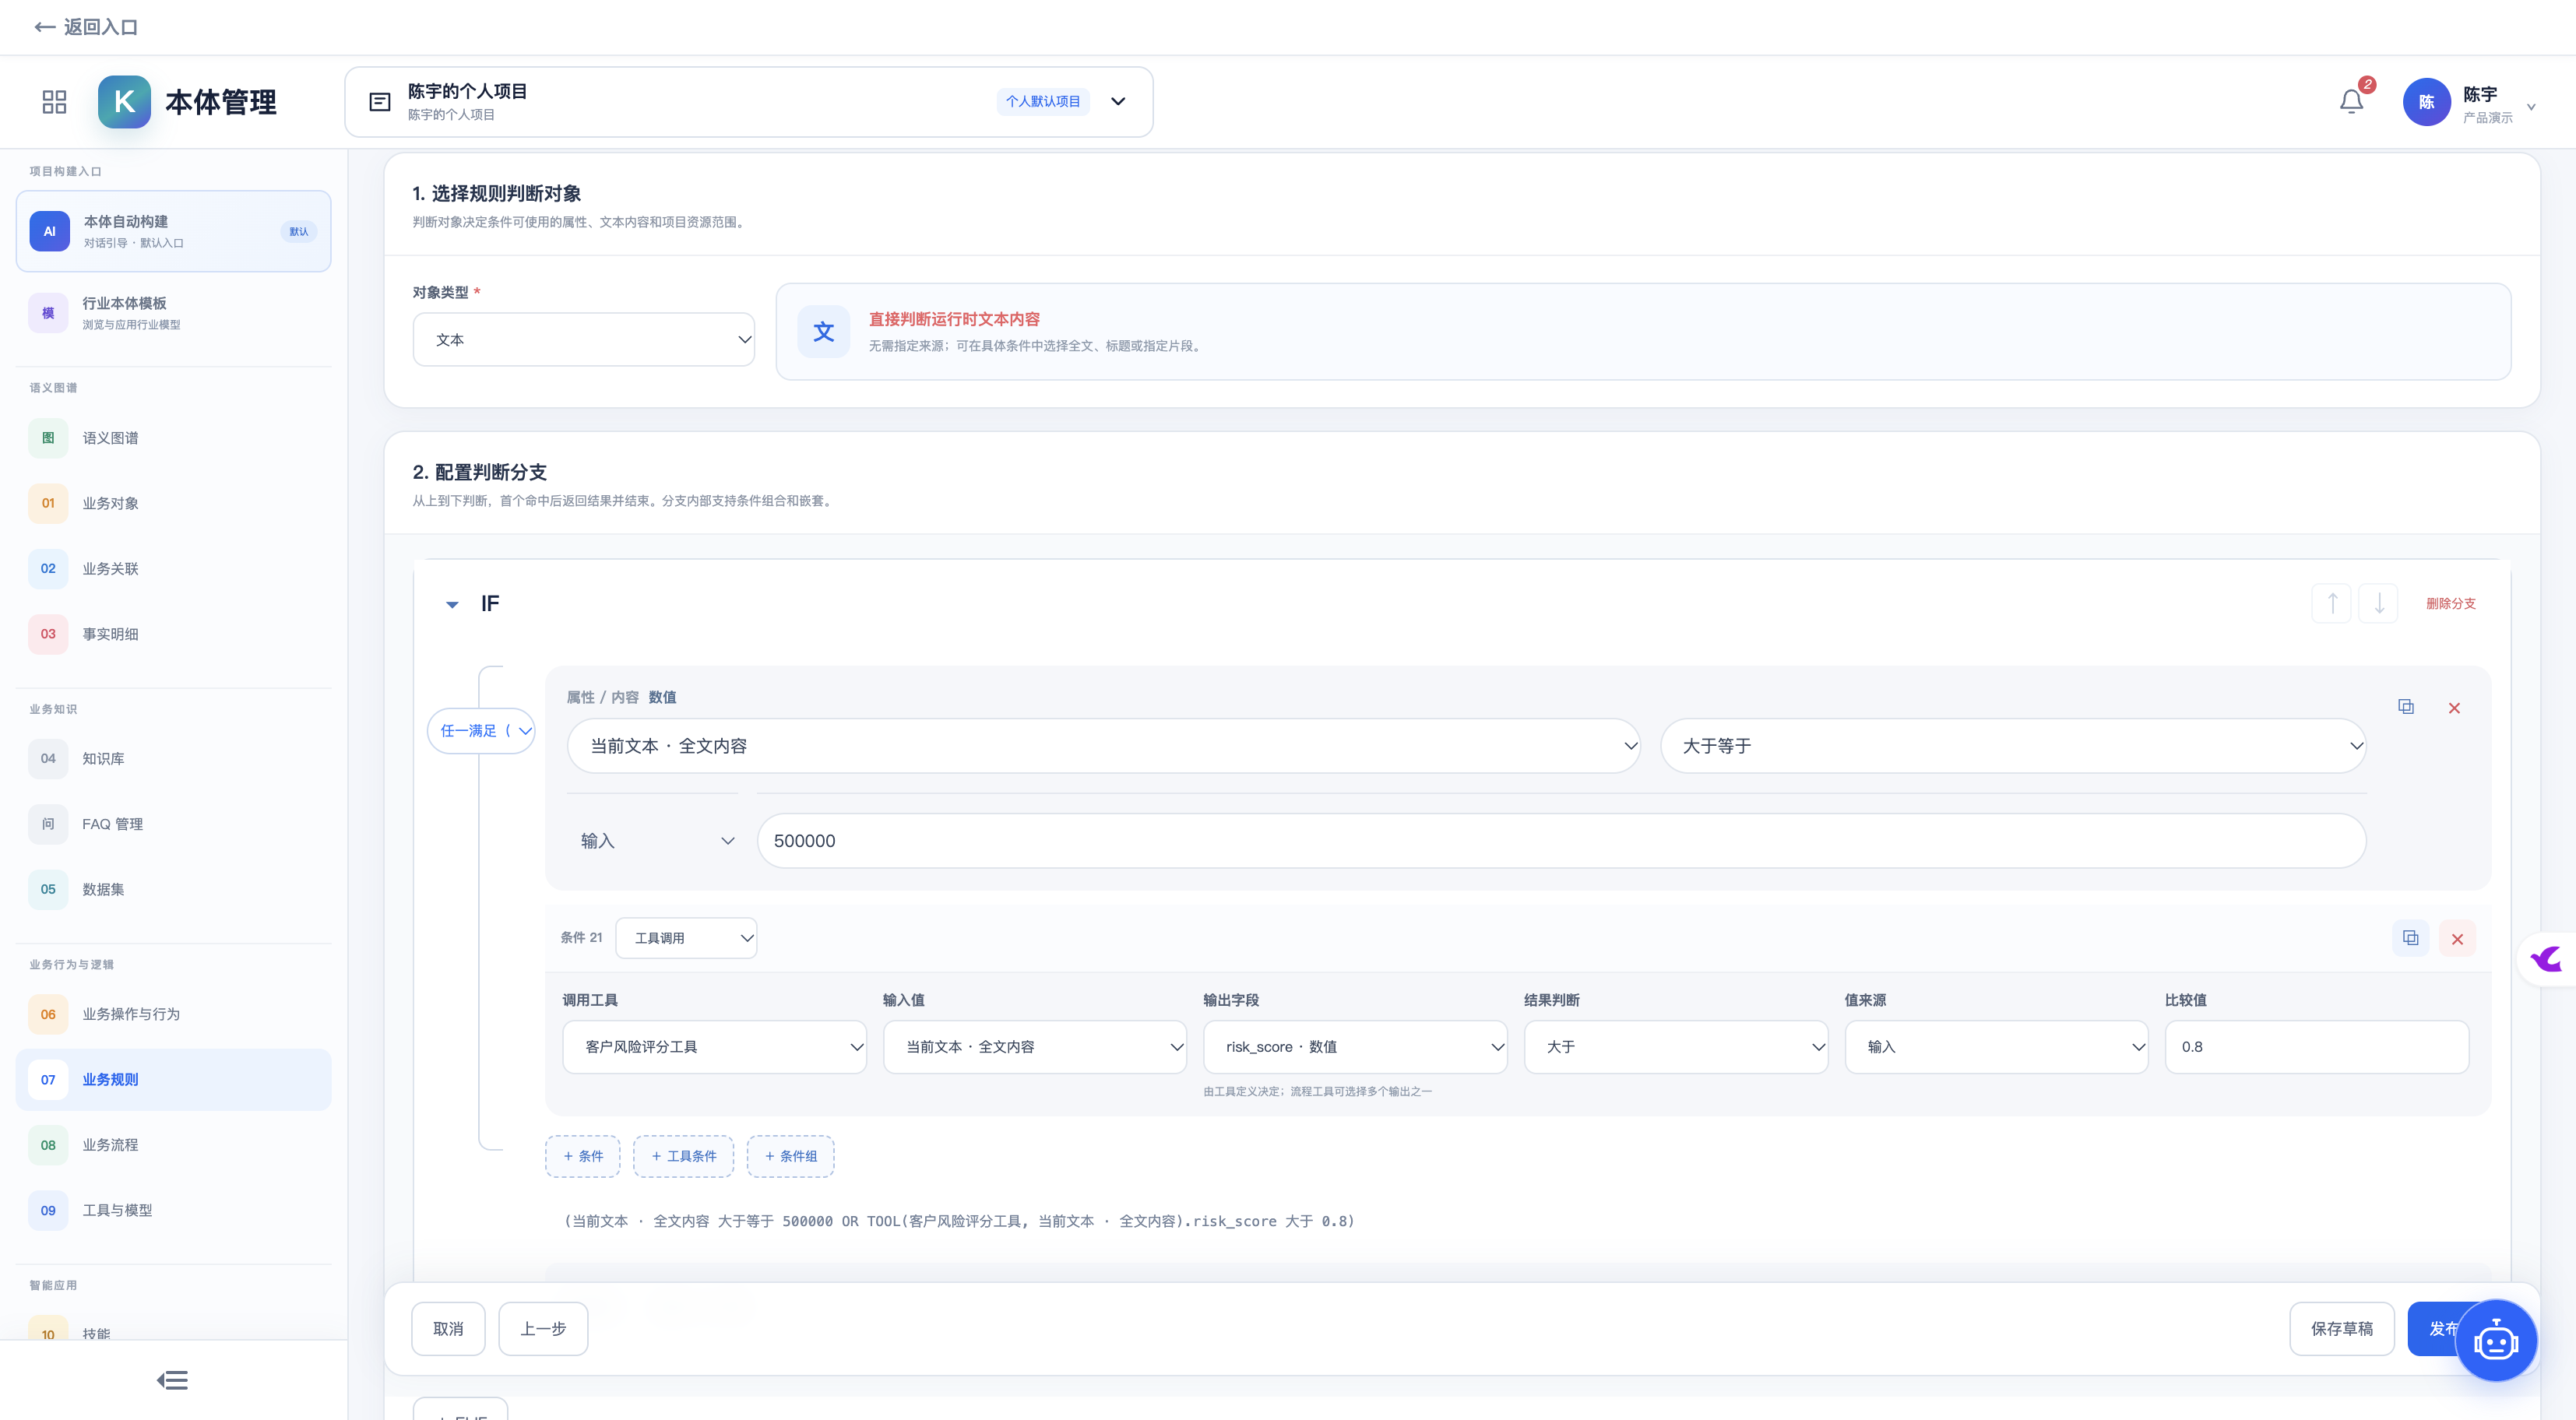 ← 返回入口
K 本体管理
陈宇的个人项目
陈宇的个人项目
个人默认项目
2
陈
陈宇
产品演示
项目构建入口
AI
本体自动构建
对话引导 · 默认入口
默认
模
行业本体模板
浏览与应用行业模型
语义图谱
图 语义图谱
01 业务对象
02 业务关联
03 事实明细
业务知识
04 知识库
问 FAQ 管理
05 数据集
业务行为与逻辑
06 业务操作与行为
07 业务规则
08 业务流程
09 工具与模型
智能应用
10 技能
1. 选择规则判断对象
判断对象决定条件可使用的属性、文本内容和项目资源范围。
对象类型 *
文本
文
直接判断运行时文本内容
无需指定来源；可在具体条件中选择全文、标题或指定片段。
2. 配置判断分支
从上到下判断，首个命中后返回结果并结束。分支内部支持条件组合和嵌套。
IF
↑ ↓ 删除分支
任一满足（
属性 / 内容 数值
当前文本 · 全文内容
大于等于
输入
500000
条件 21 工具调用
调用工具 输入值 输出字段 结果判断 值来源 比较值
客户风险评分工具 当前文本 · 全文内容 risk_score · 数值 大于 输入 0.8
由工具定义决定；流程工具可选择多个输出之一
+ 条件 + 工具条件 + 条件组
(当前文本 · 全文内容 大于等于 500000 OR TOOL(客户风险评分工具, 当前文本 · 全文内容).risk_score 大于 0.8)
取消 上一步 保存草稿 发布